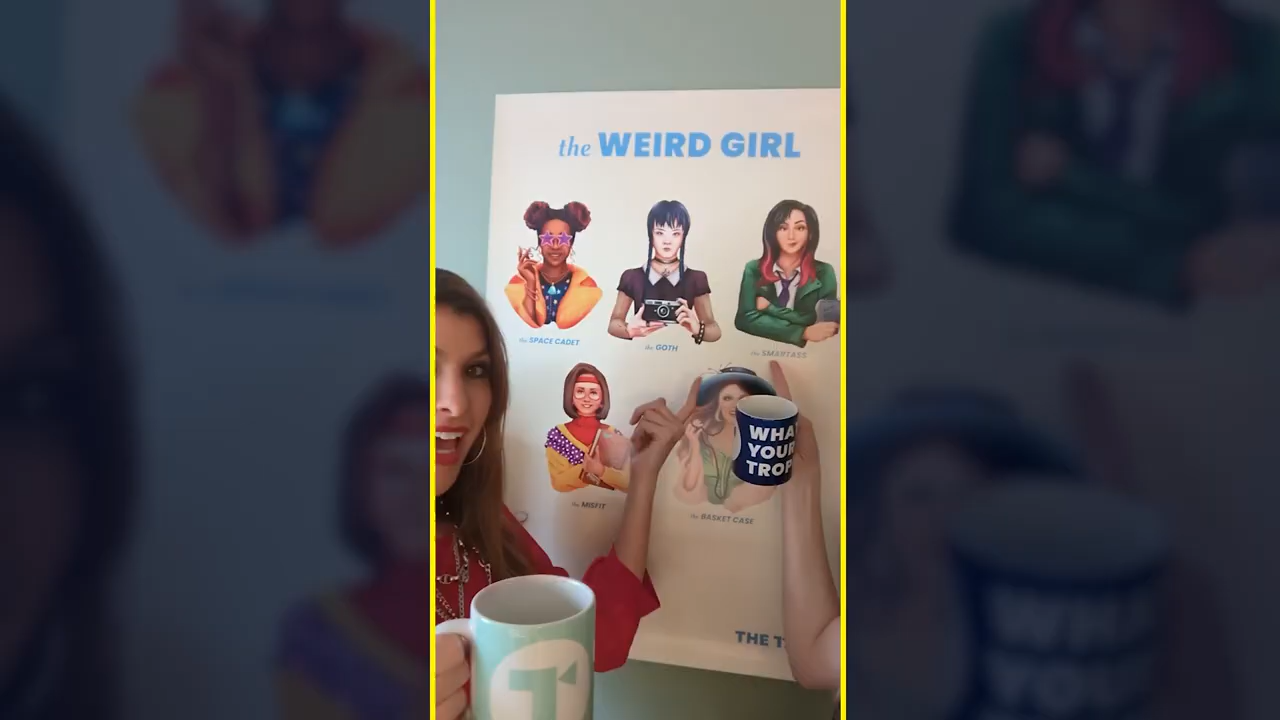 the WEIRD GIRL
the SPACE CADET
the GOTH
the SMARTASS
the MISFIT
the BASKET CASE
WHA
YOUR
TROP
THE
T